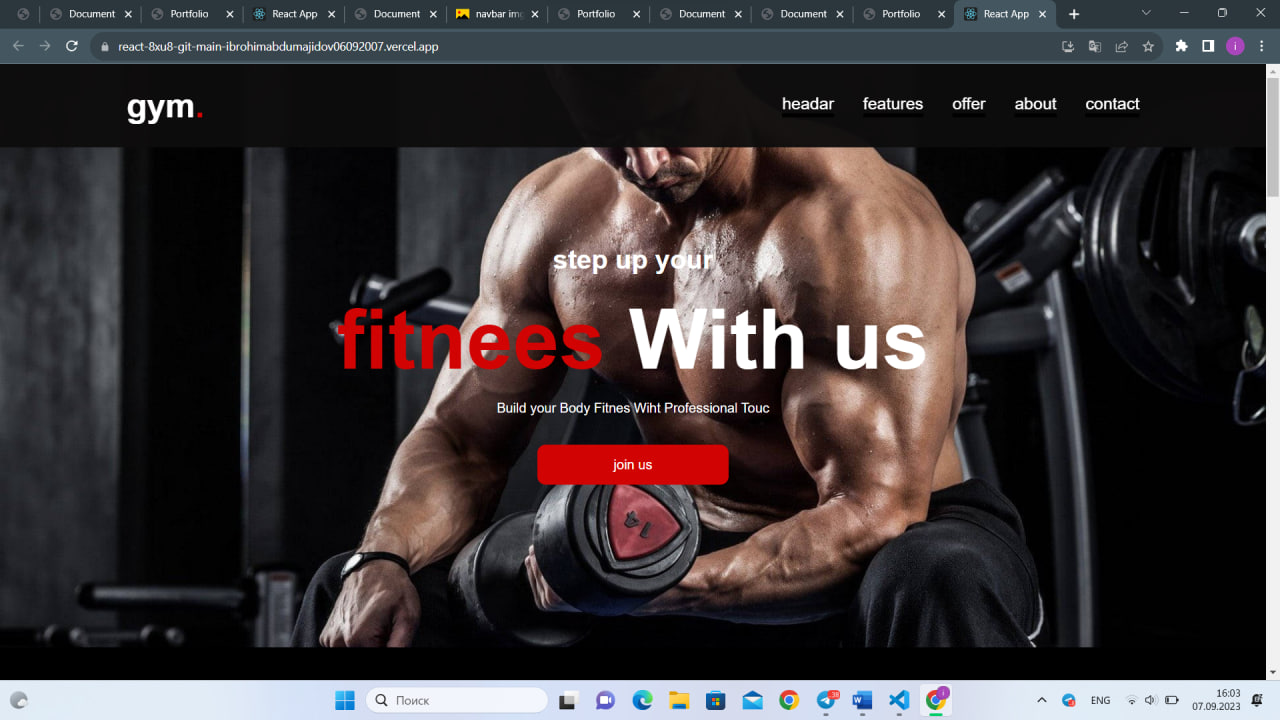 Document
Portfolio
React App
Document
navbar im
Portfolio
Document
Document
Portfolio
React App
react-8xu8-git-main-ibrohimabdumajidov06092007.vercel.app
i
gym.
headar
features
offer
about
contact
step up your
fitnees With us
Build your Body Fitnes Wiht Professional Touc
join us
Поиск
38
i
ENG
16:03
07.09.2023